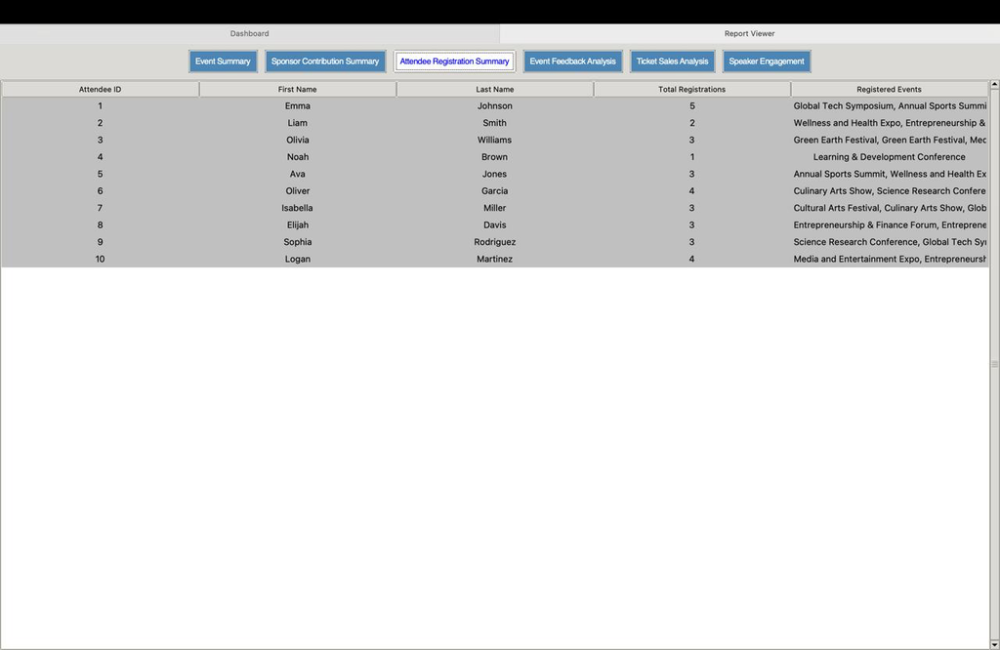 Dashboard Report Viewer
Event Summary Sponsor Contribution Summary Attendee Registration Summary Event Feedback Analysis Ticket Sales Analysis Speaker Engagement
Attendee ID First Name Last Name Total Registrations Registered Events
1 Emma Johnson 5 Global Tech Symposium, Annual Sports Summi
2 Liam Smith 2 Wellness and Health Expo, Entrepreneurship &
3 Olivia Williams 3 Green Earth Festival, Green Earth Festival,
4 Noah Brown 1 Learning & Development Conference
5 Ava Jones 3 Annual Sports Summit, Wellness and Health Ex
6 Oliver Garcia 4 Culinary Arts Show, Science Research Confere
7 Isabella Miller 3 Cultural Arts Festival, Culinary Arts Show, Glob
8 Elijah Davis 3 Entrepreneurship & Finance Forum, Entreprene
9 Sophia Rodriguez 3 Science Research Conference, Global Tech
10 Logan Martinez 4 Media and Entertainment Expo,